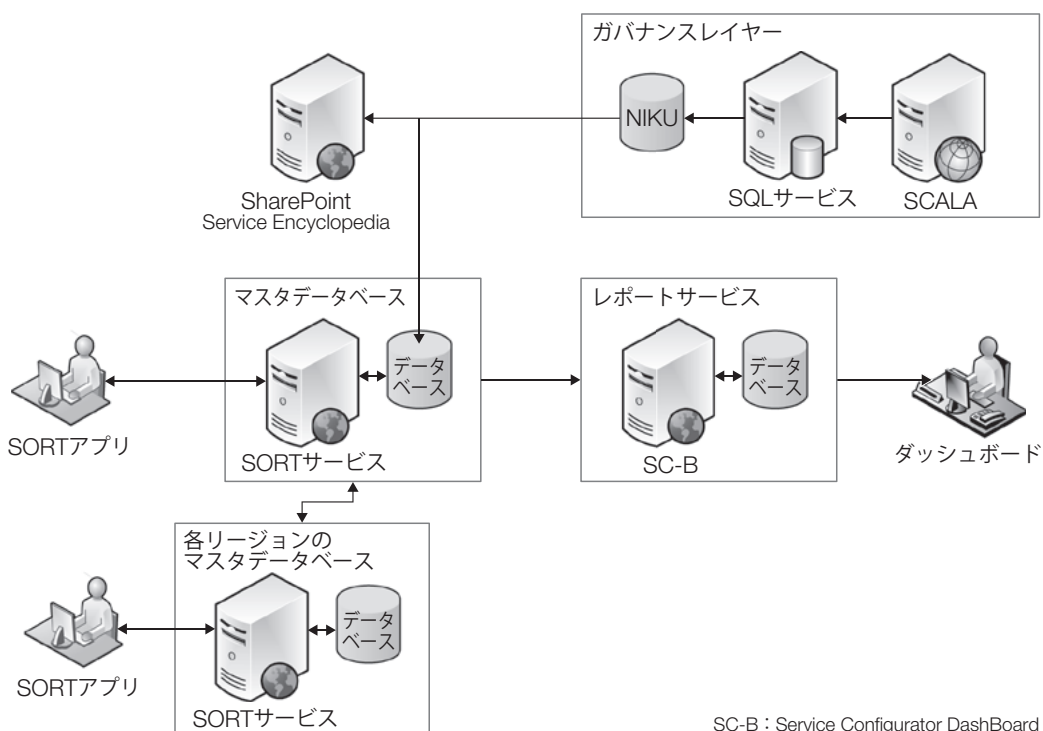 ガバナンスレイヤー
NIKU
SQLサービス
SCALA
SharePoint
Service Encyclopedia
マスタデータベース
データ
ベース
SORTサービス
SORTアプリ
レポートサービス
データ
ベース
SC-B
ダッシュボード
各リージョンの
マスタデータベース
データ
ベース
SORTサービス
SORTアプリ
SC-B：Service Configurator DashBoard